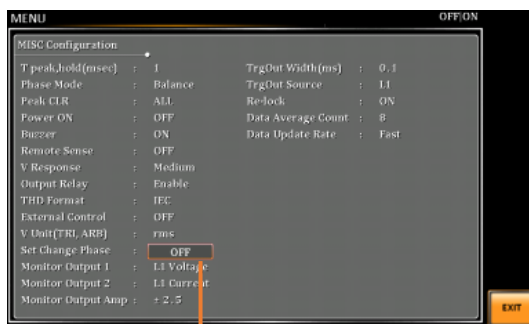 MENU
OFF|ON
MISC Configuration
T peak,hold(msec) : 1
Phase Mode : Balance
Peak CLR : ALL
Power ON : OFF
Buzzer : ON
Remote Sense : OFF
V Response : Medium
Output Relay : Enable
THD Format : IEC
External Control : OFF
V Unit(TRI, ARB) : rms
Set Change Phase : OFF
Monitor Output 1 : L1 Voltage
Monitor Output 2 : L1 Current
Monitor Output Amp : ± 2.5
TrgOut Width(ms) : 0.1
TrgOut Source : L1
Re-lock : ON
Data Average Count : 8
Data Update Rate : Fast
EXIT